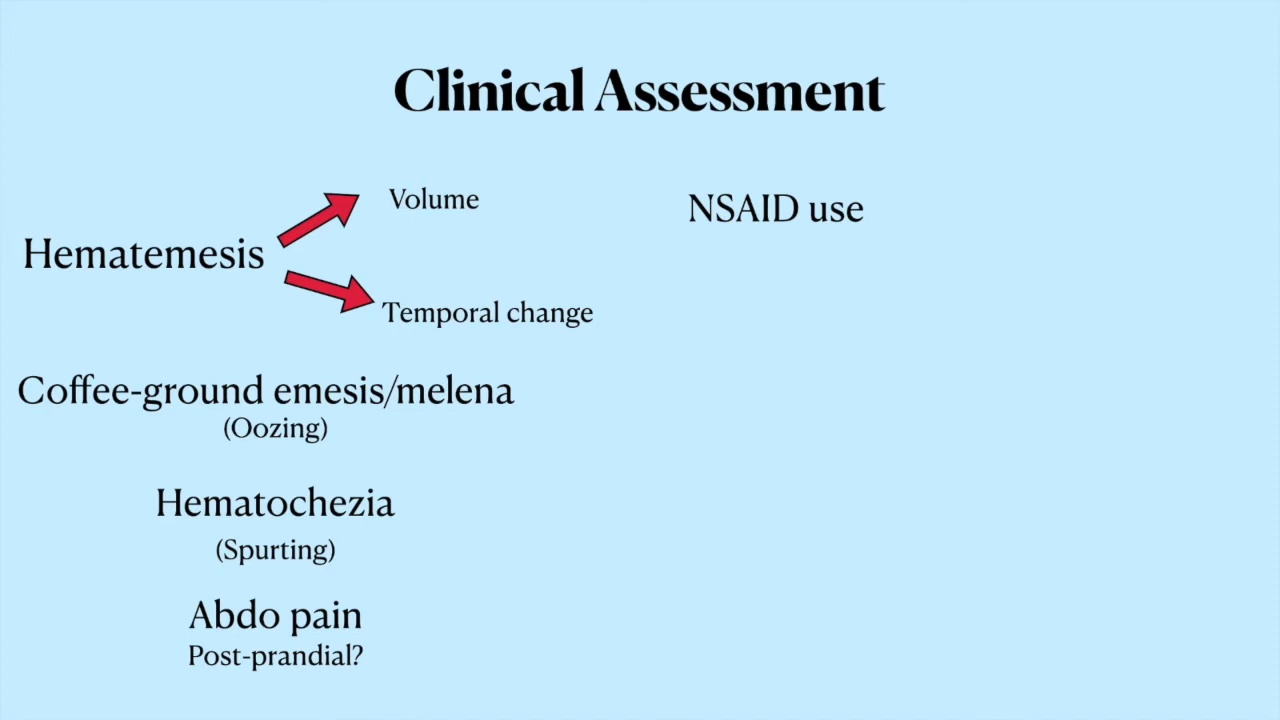 Clinical Assessment
Volume
Hematemesis
Temporal change
Coffee-ground emesis/melena
(Oozing)
Hematochezia
(Spurting)
Abdo pain
Post-prandial?
NSAID use